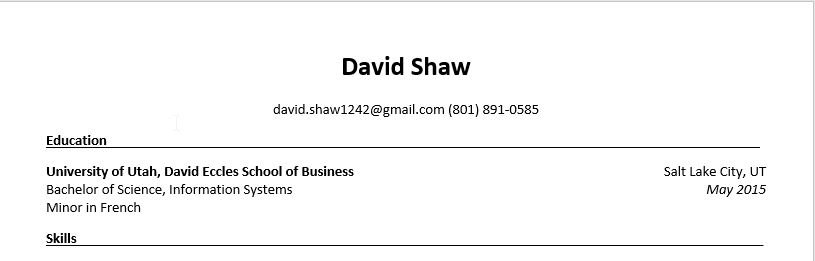 David Shaw
david.shaw1242@gmail.com (801) 891-0585
Education
University of Utah, David Eccles School of Business Salt Lake City, UT
Bachelor of Science, Information Systems May 2015
Minor in French
Skills